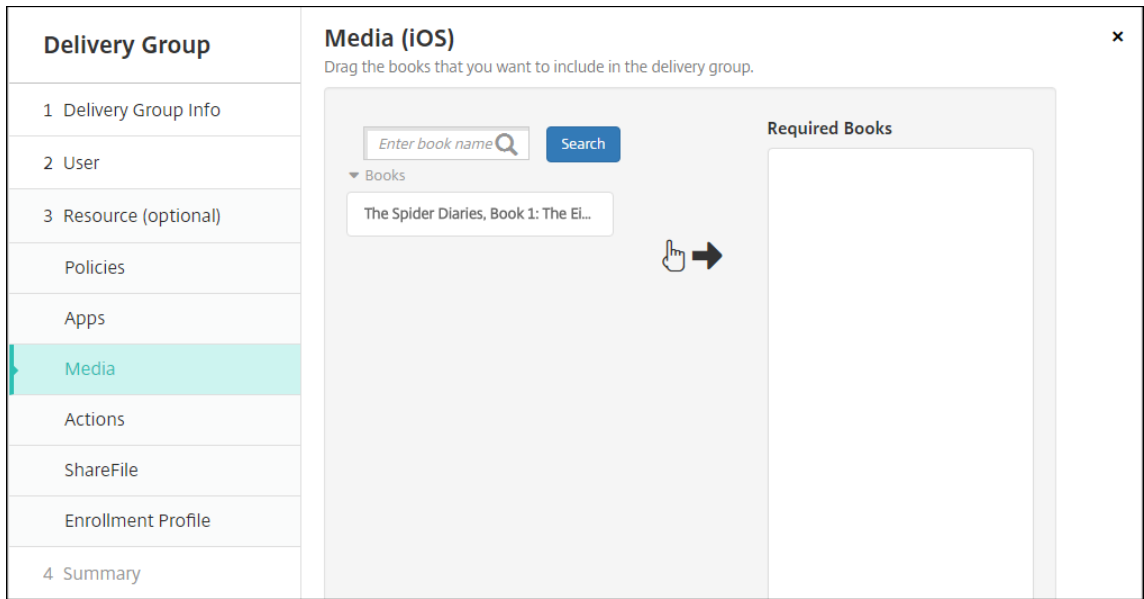 Delivery Group
1 Delivery Group Info
2 User
3 Resource (optional)
Policies
Apps
Media
Actions
ShareFile
Enrollment Profile
4 Summary
Media (iOS)
×
Drag the books that you want to include in the delivery group.
Enter book name
Search
Books
The Spider Diaries, Book 1: The Ei...
Required Books